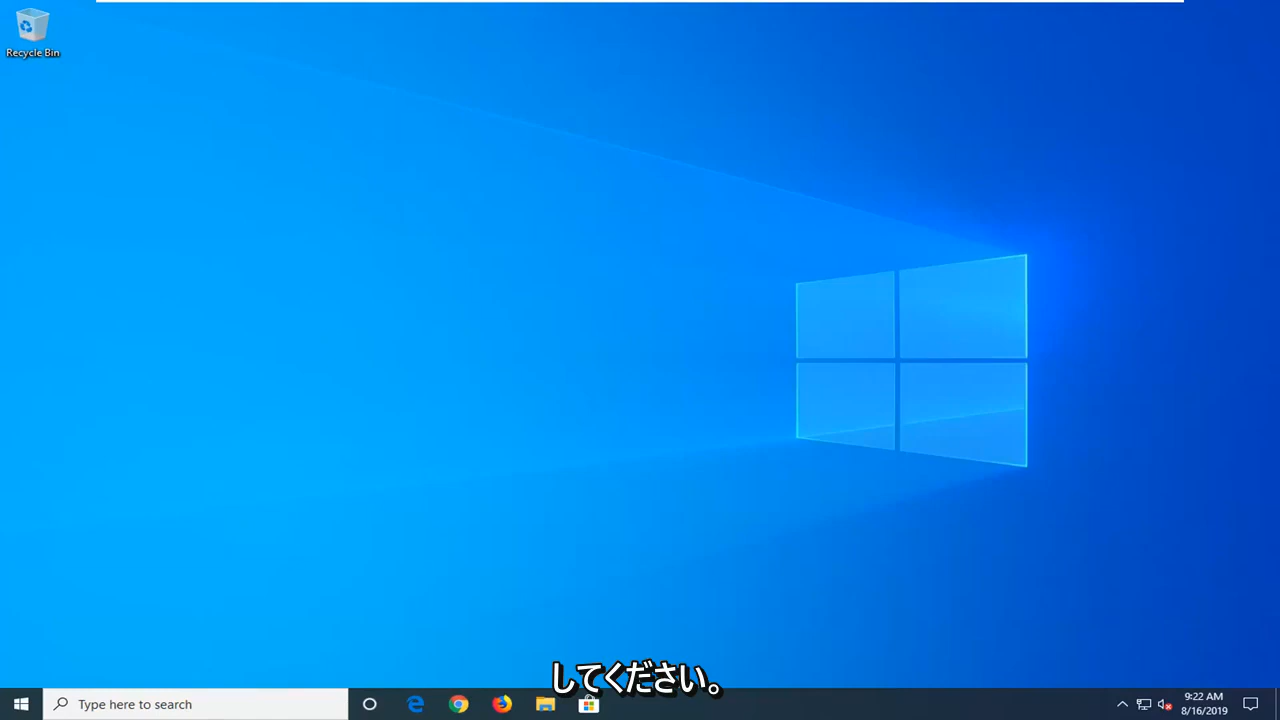 Recycle Bin
してください。
Type here to search
9:22 AM
8/16/2019